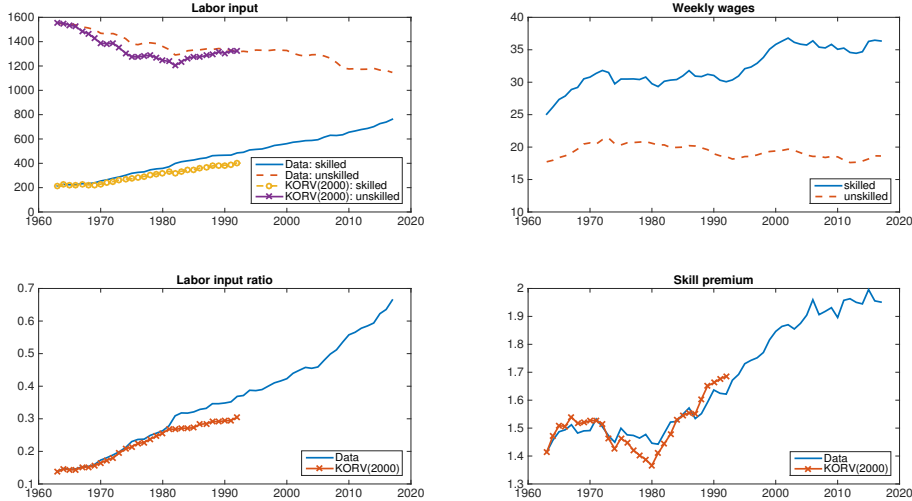 Labor input
1600
1400
1200
1000
800
600
400
200
0
1960 1970 1980 1990 2000 2010 2020
Data: skilled
Data: unskilled
KORV(2000): skilled
KORV(2000): unskilled
Weekly wages
40
35
30
25
20
15
10
1960 1970 1980 1990 2000 2010 2020
skilled
unskilled
Labor input ratio
0.7
0.6
0.5
0.4
0.3
0.2
0.1
1960 1970 1980 1990 2000 2010 2020
Data
KORV(2000)
Skill premium
2
1.9
1.8
1.7
1.6
1.5
1.4
1.3
1960 1970 1980 1990 2000 2010 2020
Data
KORV(2000)